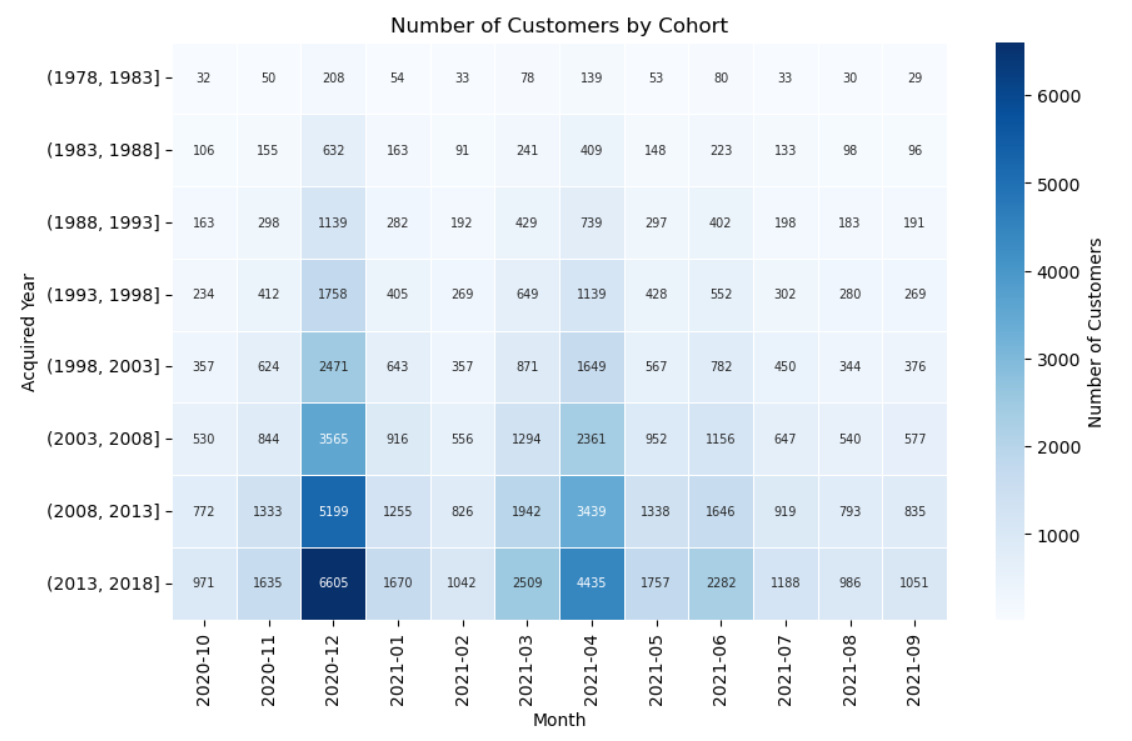 Number of Customers by Cohort
(1978, 1983] 32 50 208 54 33 78 139 53 80 33 30 29
(1983, 1988] 106 155 632 163 91 241 409 148 223 133 98 96
(1988, 1993] 163 298 1139 282 192 429 739 297 402 198 183 191
(1993, 1998] 234 412 1758 405 269 649 1139 428 552 302 280 269
(1998, 2003] 357 624 2471 643 357 871 1649 567 782 450 344 376
(2003, 2008] 530 844 3565 916 556 1294 2361 952 1156 647 540 577
(2008, 2013] 772 1333 5199 1255 826 1942 3439 1338 1646 919 793 835
(2013, 2018] 971 1635 6605 1670 1042 2509 4435 1757 2282 1188 986 1051
2020-10 2020-11 2020-12 2021-01 2021-02 2021-03 2021-04 2021-05 2021-06 2021-07 2021-08 2021-09
Month
Acquired Year
6000
5000
4000
3000
2000
1000
Number of Customers